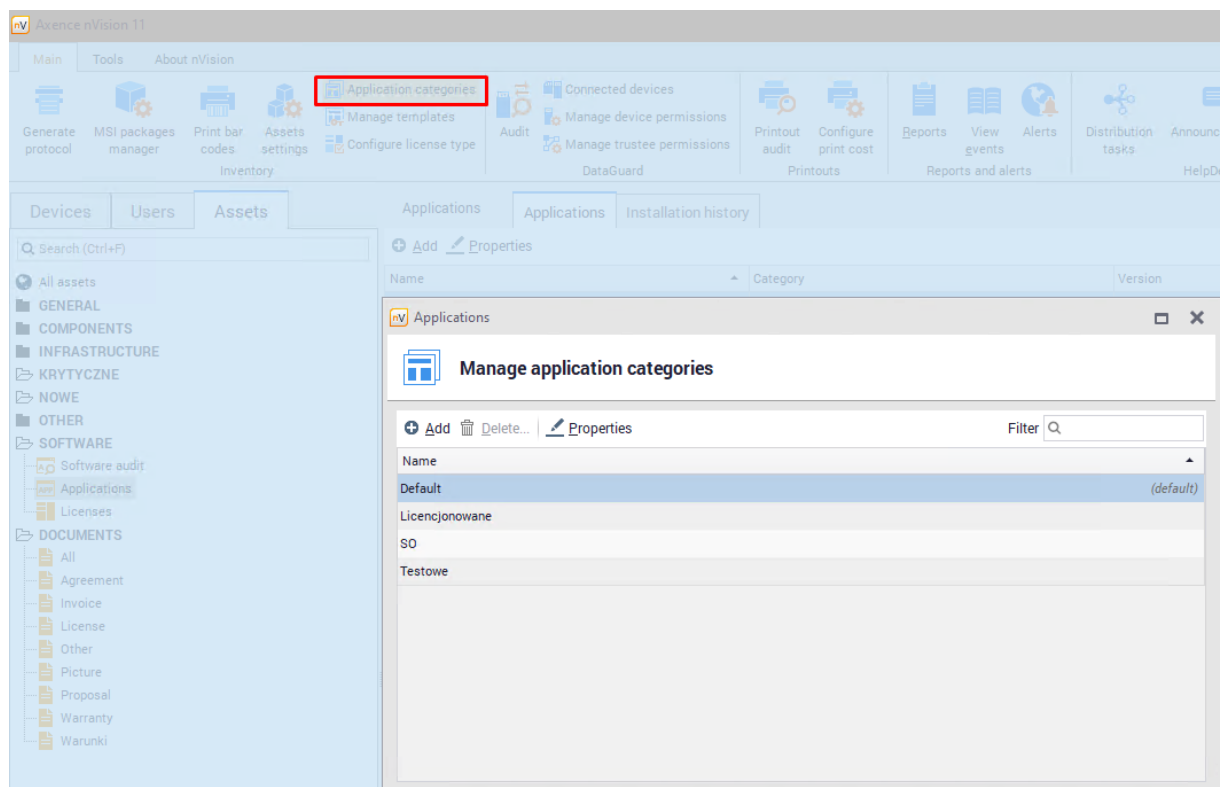 nV Axence nVision 11
Main Tools About nVision
Generate protocol
MSI packages manager
Print bar codes
Assets settings
Application categories
Manage templates
Configure license type
Inventory
Audit
Connected devices
Manage device permissions
Manage trustee permissions
DataGuard
Printout audit
Configure print cost
Printouts
Reports
View events
Alerts
Reports and alerts
Distribution tasks
Devices Users Assets
Applications Applications Installation history
Search (Ctrl+F)
Add Properties
Name Category Version
All assets
GENERAL
COMPONENTS
INFRASTRUCTURE
KRYTYCZNE
NOWE
OTHER
SOFTWARE
Software audit
Applications
Licenses
DOCUMENTS
All
Agreement
Invoice
License
Other
Picture
Proposal
Warranty
Warunki
nV Applications
Manage application categories
Add Delete... Properties Filter
Name
Default (default)
Licencjonowane
SO
Testowe